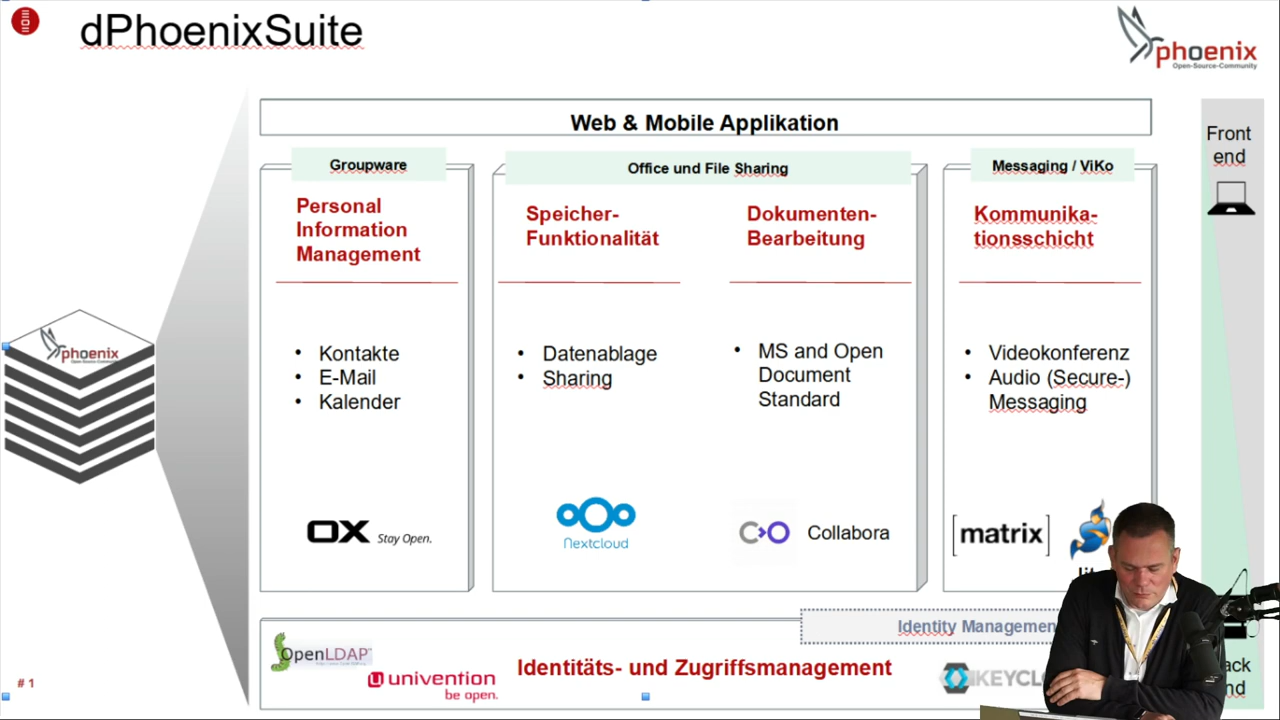 dPhoenixSuite
phoenix
Open-Source-Community
Web & Mobile Applikation
Front
end
Groupware
Office und File Sharing
Messaging / ViKo
Personal
Information
Management
Speicher-
Funktionalität
Dokumenten-
Bearbeitung
Kommunika-
tionsschicht
phoenix
• Kontakte
• E-Mail
• Kalender
• Datenablage
• Sharing
• MS and Open
Document
Standard
• Videokonferenz
• Audio (Secure-)
Messaging
OX Stay Open.
Nextcloud
Collabora
[matrix]
Identity Managemen
OpenLDAP
univention
be open.
Identitäts- und Zugriffsmanagement
KEYCLO
ack
nd
# 1